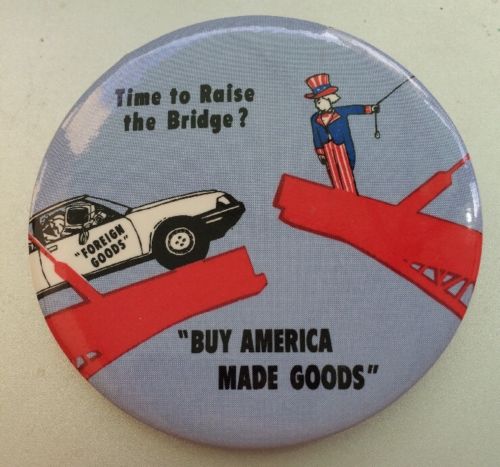 Time to Raise
the Bridge?
"FOREIGN
GOODS"
"BUY AMERICA
MADE GOODS"